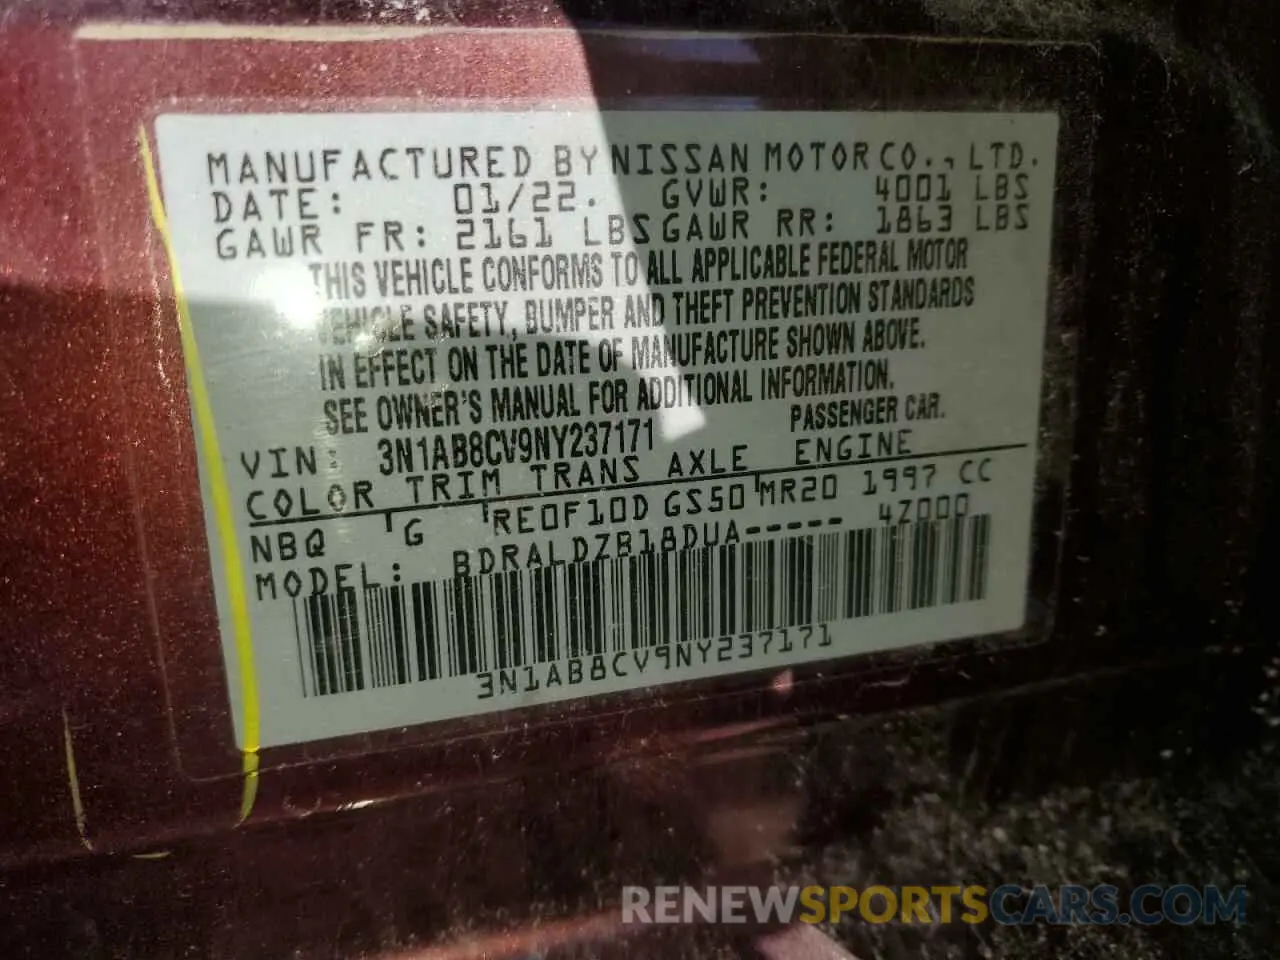 MANUFACTURED BY NISSAN MOTOR CO., LTD.
DATE: 01/22. GVWR: 4001 LBS
GAWR FR: 2161 LBS GAWR RR: 1863 LBS
THIS VEHICLE CONFORMS TO ALL APPLICABLE FEDERAL MOTOR
VEHICLE SAFETY, BUMPER AND THEFT PREVENTION STANDARDS
IN EFFECT ON THE DATE OF MANUFACTURE SHOWN ABOVE.
SEE OWNER'S MANUAL FOR ADDITIONAL INFORMATION.
VIN: 3N1AB8CV9NY237171 PASSENGER CAR.
COLOR TRIM TRANS AXLE ENGINE
NBQ G RE0F10D GS50 MR20 1997 CC
MODEL: BDRALDZB18DUA----- 4Z000
3N1AB8CV9NY237171
RENEWSPORTSCARS.COM